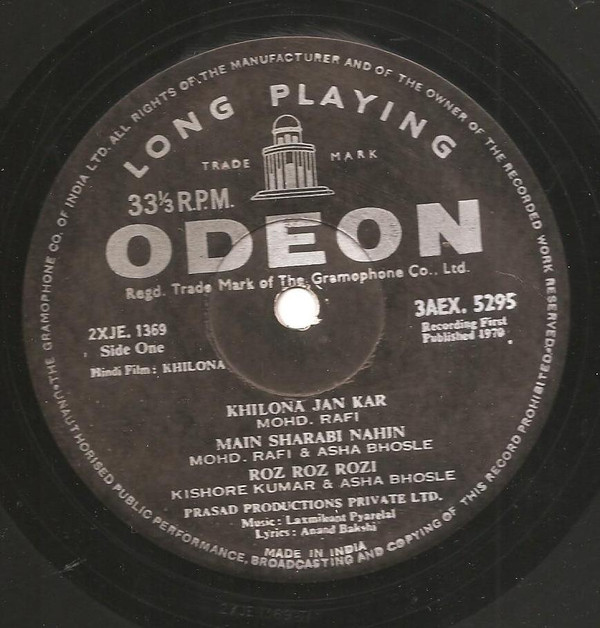 THE GRAMOPHONE CO. OF INDIA LTD. ALL RIGHTS OF THE MANUFACTURER AND OF THE OWNER OF THE RECORDED WORK RESERVED
UNAUTHORISED PUBLIC PERFORMANCE, BROADCASTING AND COPYING OF THIS RECORD PROHIBITED
LONG PLAYING
TRADE MARK
33⅓ R.P.M.
ODEON
Regd. Trade Mark of The Gramophone Co., Ltd.
2XJE. 1369
3AEX. 5295
Side One
Recording First
Published 1970
Hindi Film : KHILONA
KHILONA JAN KAR
MOHD. RAFI
MAIN SHARABI NAHIN
MOHD. RAFI & ASHA BHOSLE
ROZ ROZ ROZI
KISHORE KUMAR & ASHA BHOSLE
PRASAD PRODUCTIONS PRIVATE LTD.
Music : Laxmikant Pyarelal
Lyrics : Anand Bakshi
MADE IN INDIA